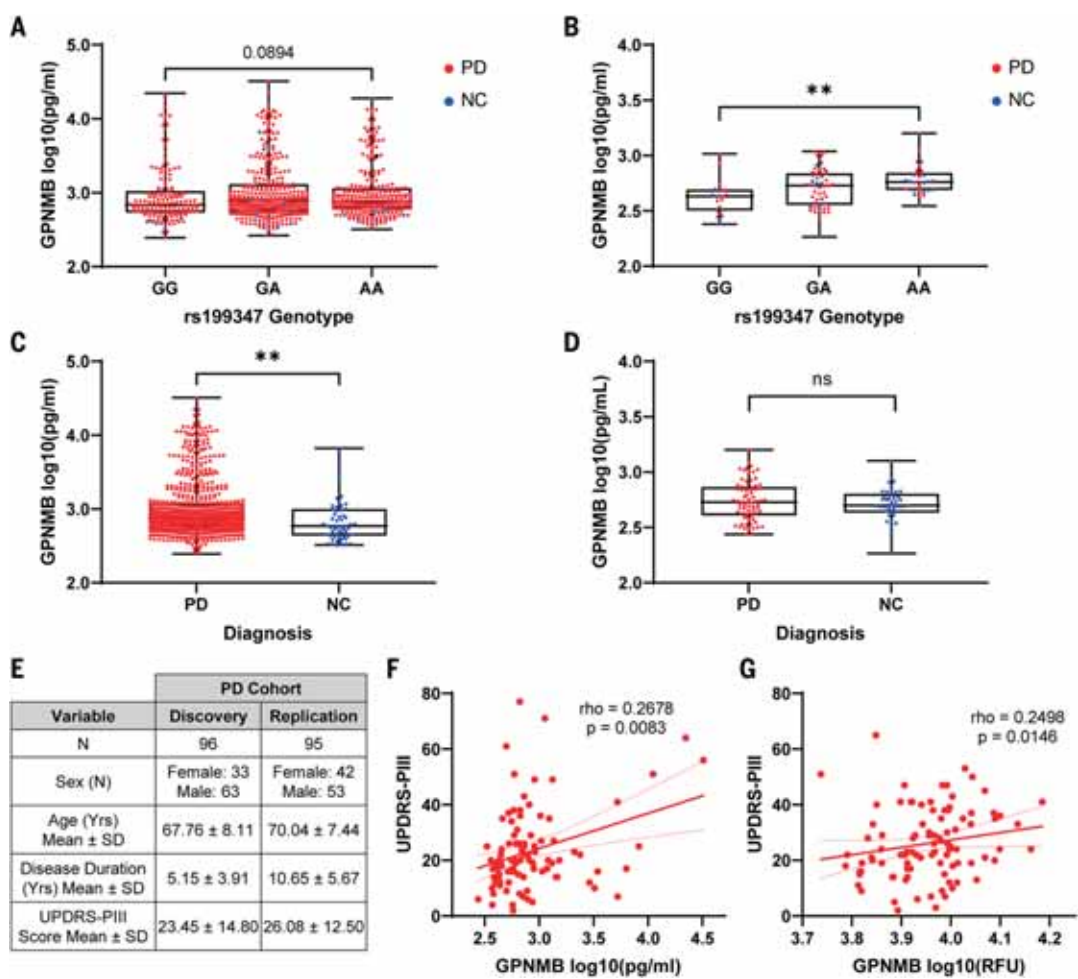 A
5.0
4.0
3.0
2.0
GPNMB log10(pg/ml)
0.0894
PD
NC
GG
GA
AA
rs199347 Genotype
B
4.0
3.5
3.0
2.5
2.0
GPNMB log10(pg/ml)
**
PD
NC
GG
GA
AA
rs199347 Genotype
C
5.0
4.0
3.0
2.0
GPNMB log10(pg/ml)
**
PD
NC
Diagnosis
D
4.0
3.5
3.0
2.5
2.0
GPNMB log10(pg/mL)
ns
PD
NC
Diagnosis
E
PD Cohort
Variable Discovery Replication
N 96 95
Sex (N) Female: 33 Female: 42
Male: 63 Male: 53
Age (Yrs)
Mean ± SD 67.76 ± 8.11 70.04 ± 7.44
Disease Duration
(Yrs) Mean ± SD 5.15 ± 3.91 10.65 ± 5.67
UPDRS-PIII
Score Mean ± SD 23.45 ± 14.80 26.08 ± 12.50
F
80
60
40
20
0
UPDRS-PIII
rho = 0.2678
p = 0.0083
2.5 3.0 3.5 4.0 4.5
GPNMB log10(pg/ml)
G
80
60
40
20
0
UPDRS-PIII
rho = 0.2498
p = 0.0146
3.7 3.8 3.9 4.0 4.1 4.2
GPNMB log10(RFU)